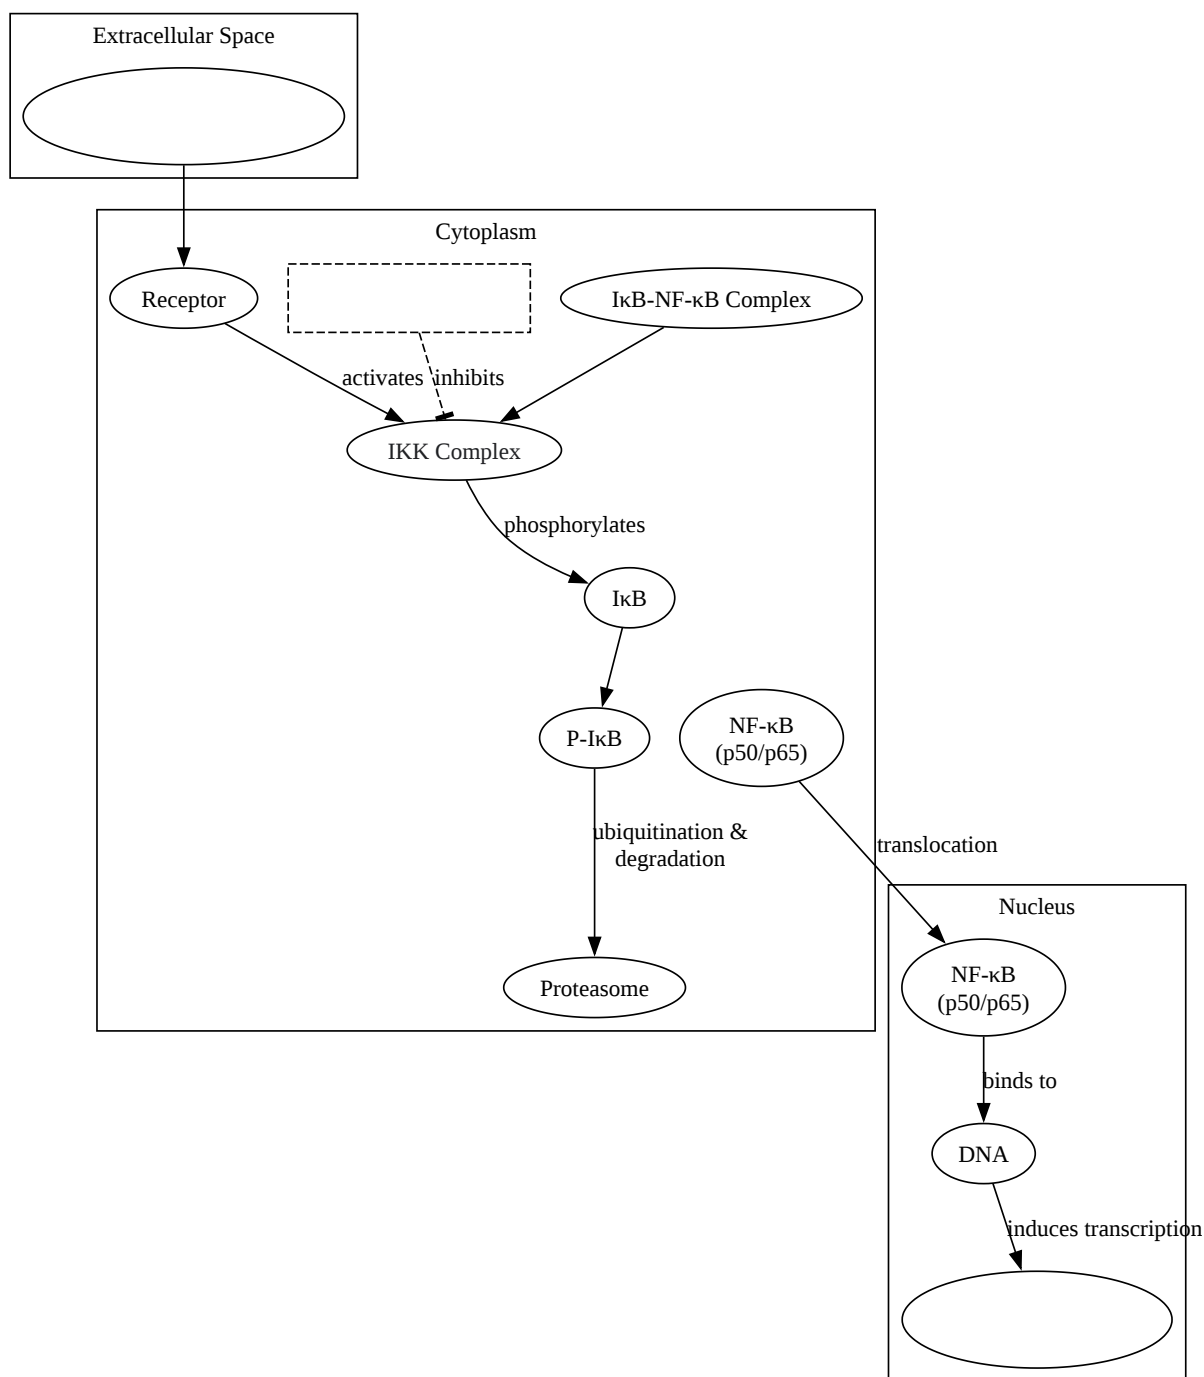 Extracellular Space
Cytoplasm
Receptor
IκB-NF-κB Complex
activates
inhibits
IKK Complex
phosphorylates
IκB
P-IκB
NF-κB
(p50/p65)
ubiquitination &
degradation
translocation
Proteasome
Nucleus
NF-κB
(p50/p65)
binds to
DNA
induces transcription